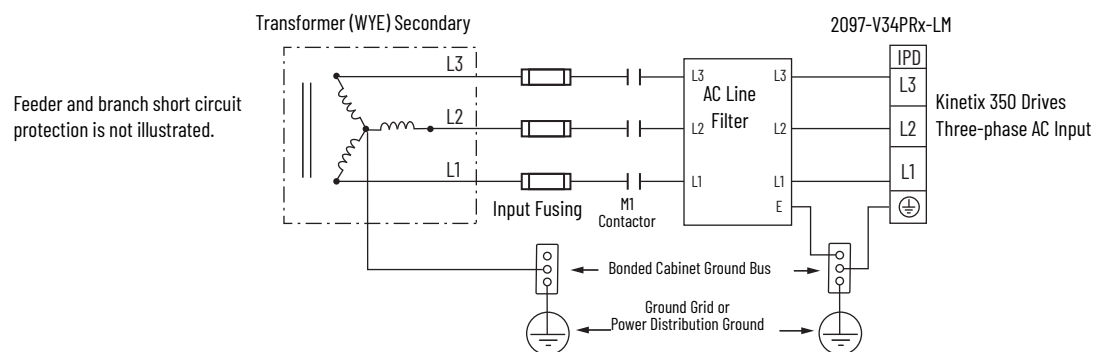 Transformer (WYE) Secondary
2097-V34PRx-LM
Feeder and branch short circuit
protection is not illustrated.
L3
L2
L1
Input Fusing
M1
Contactor
L3
L2
L1
AC Line
Filter
L3
L2
L1
E
IPD
L3
L2
L1
Kinetix 350 Drives
Three-phase AC Input
Bonded Cabinet Ground Bus
Ground Grid or
Power Distribution Ground